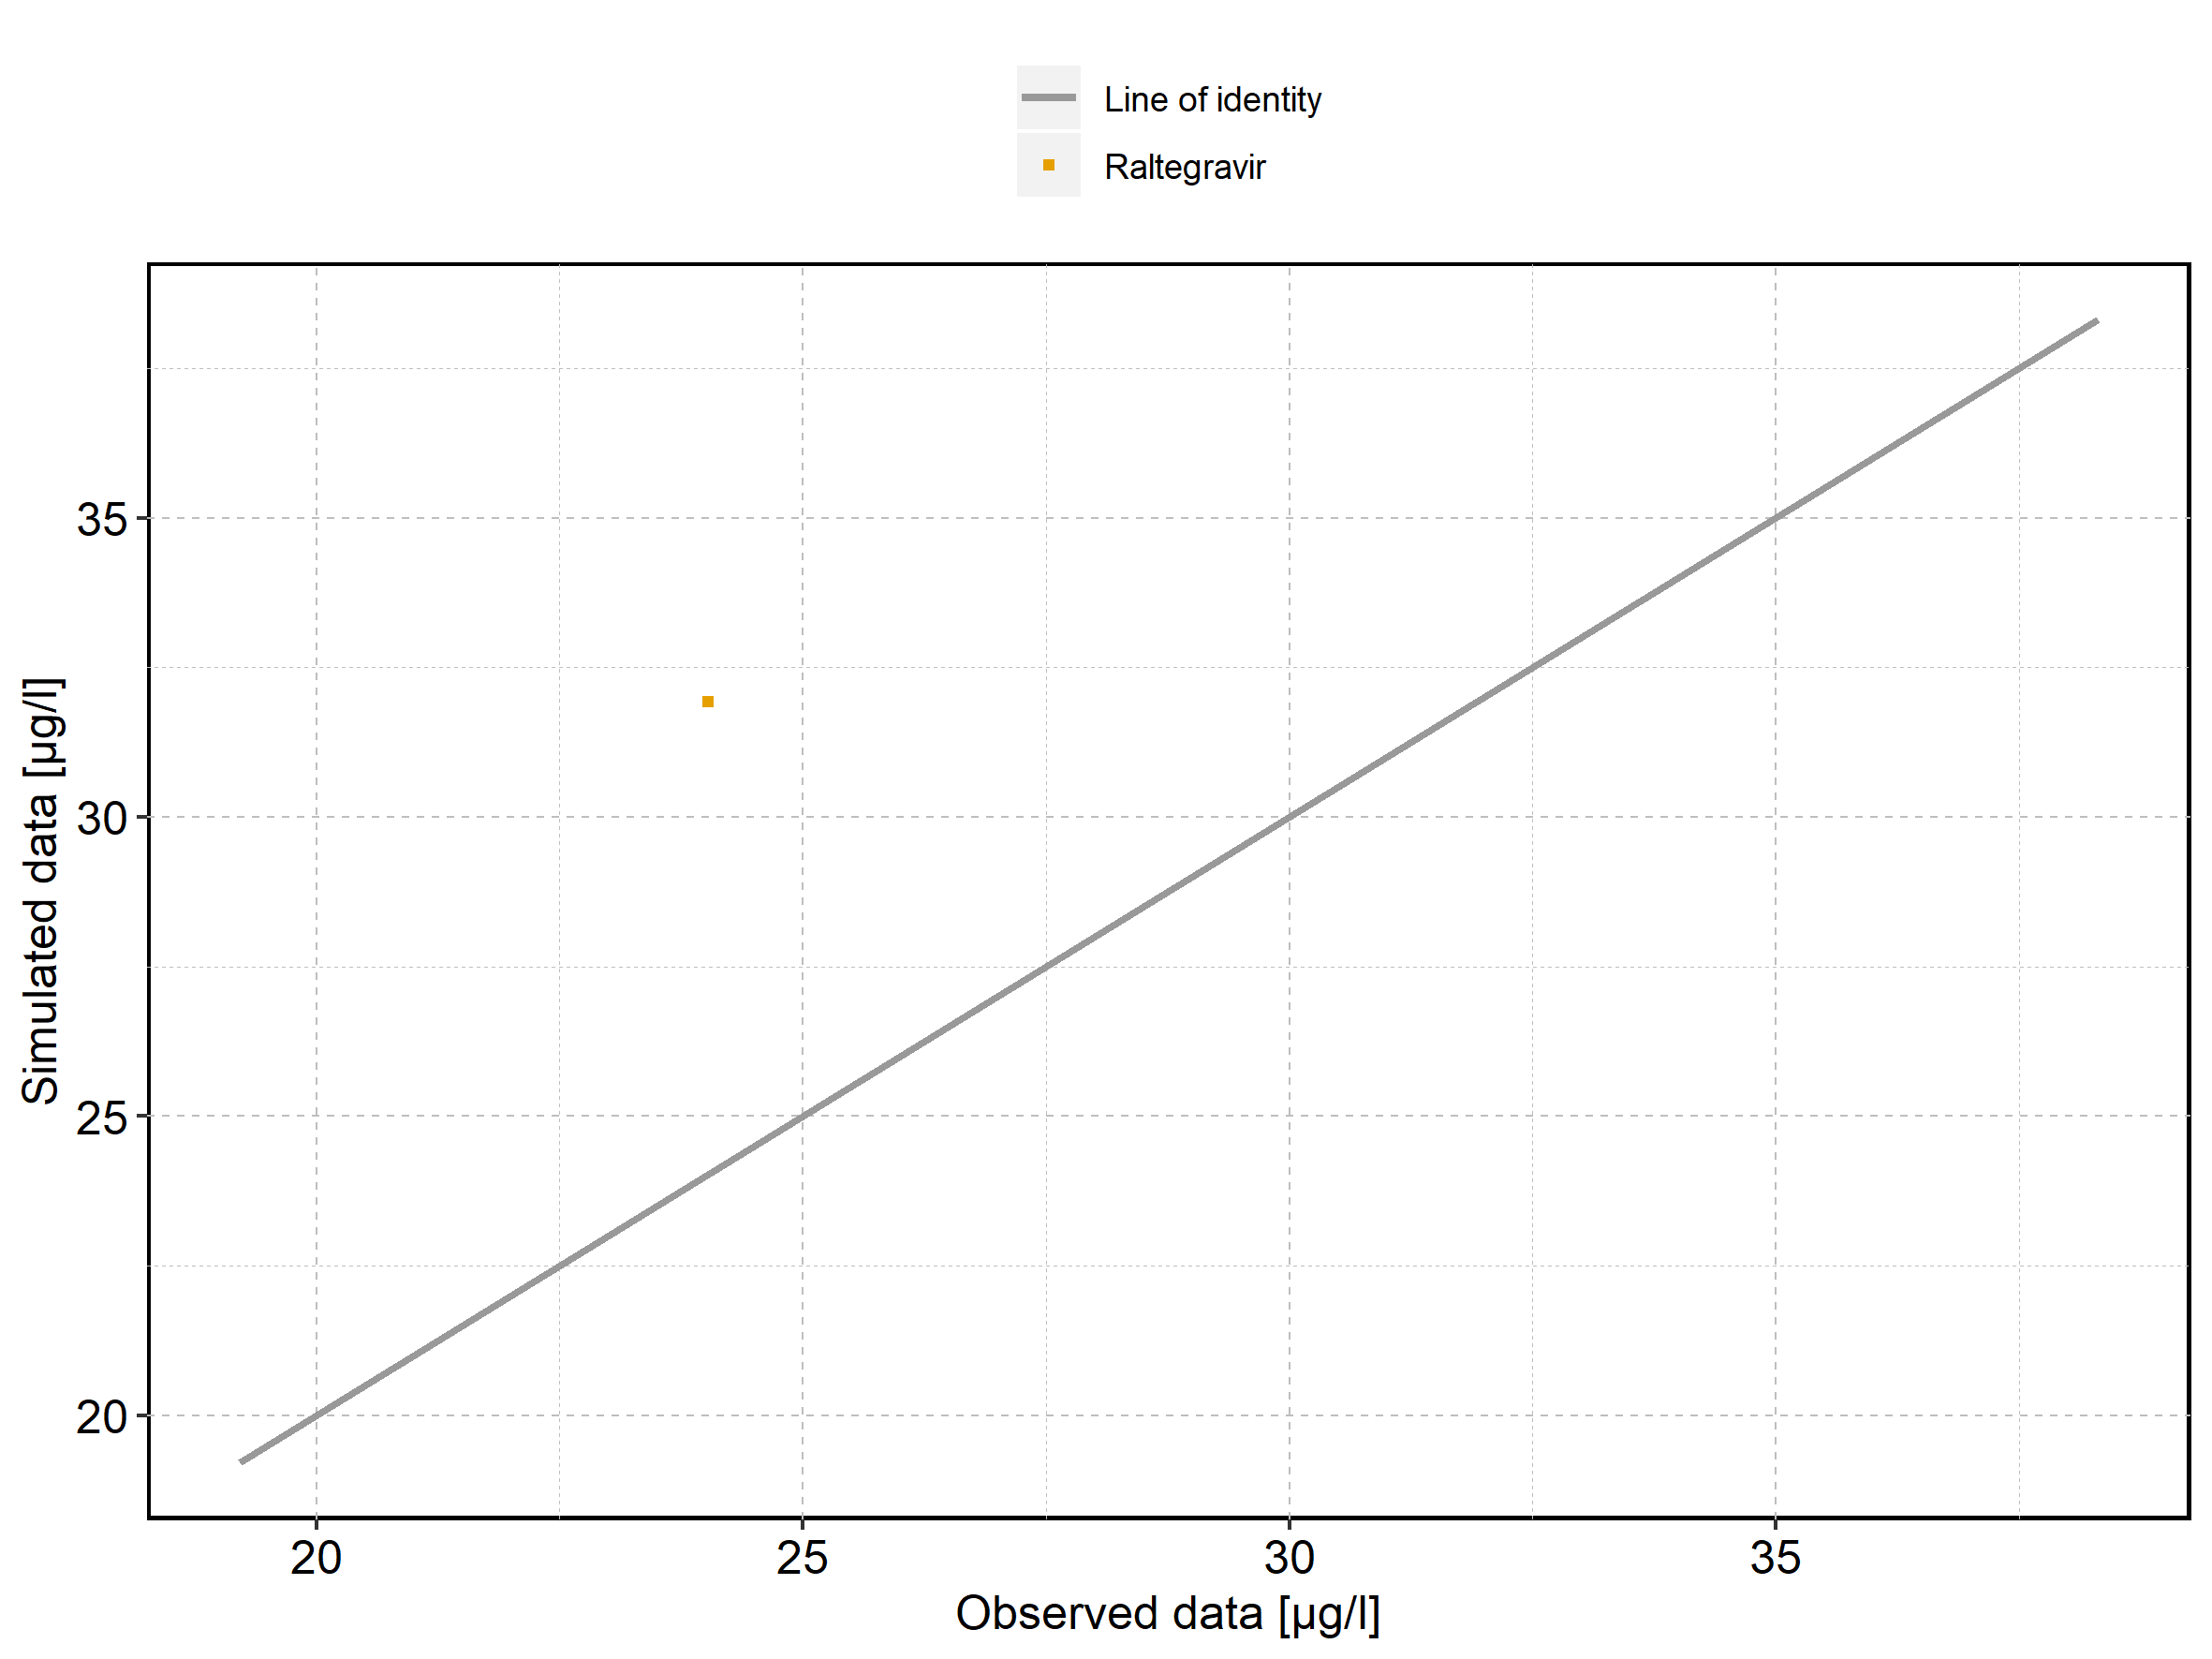 Line of identity
Raltegravir
Simulated data [µg/l]
35
30
25
20
20 25 30 35
Observed data [µg/l]